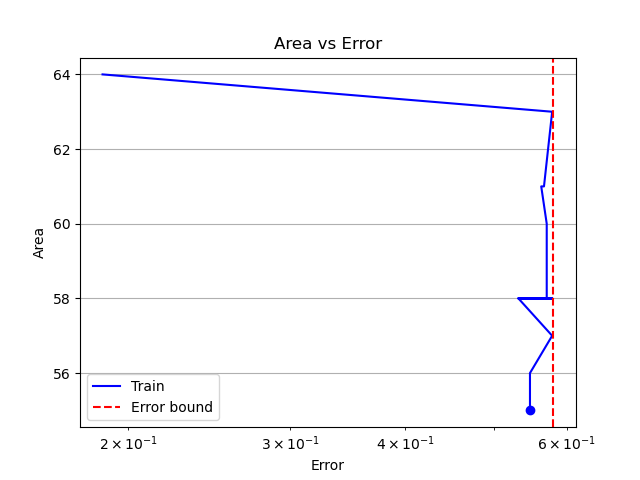 Area vs Error
Area
64
62
60
58
56
Train
Error bound
2 × 10⁻¹
3 × 10⁻¹
4 × 10⁻¹
6 × 10⁻¹
Error